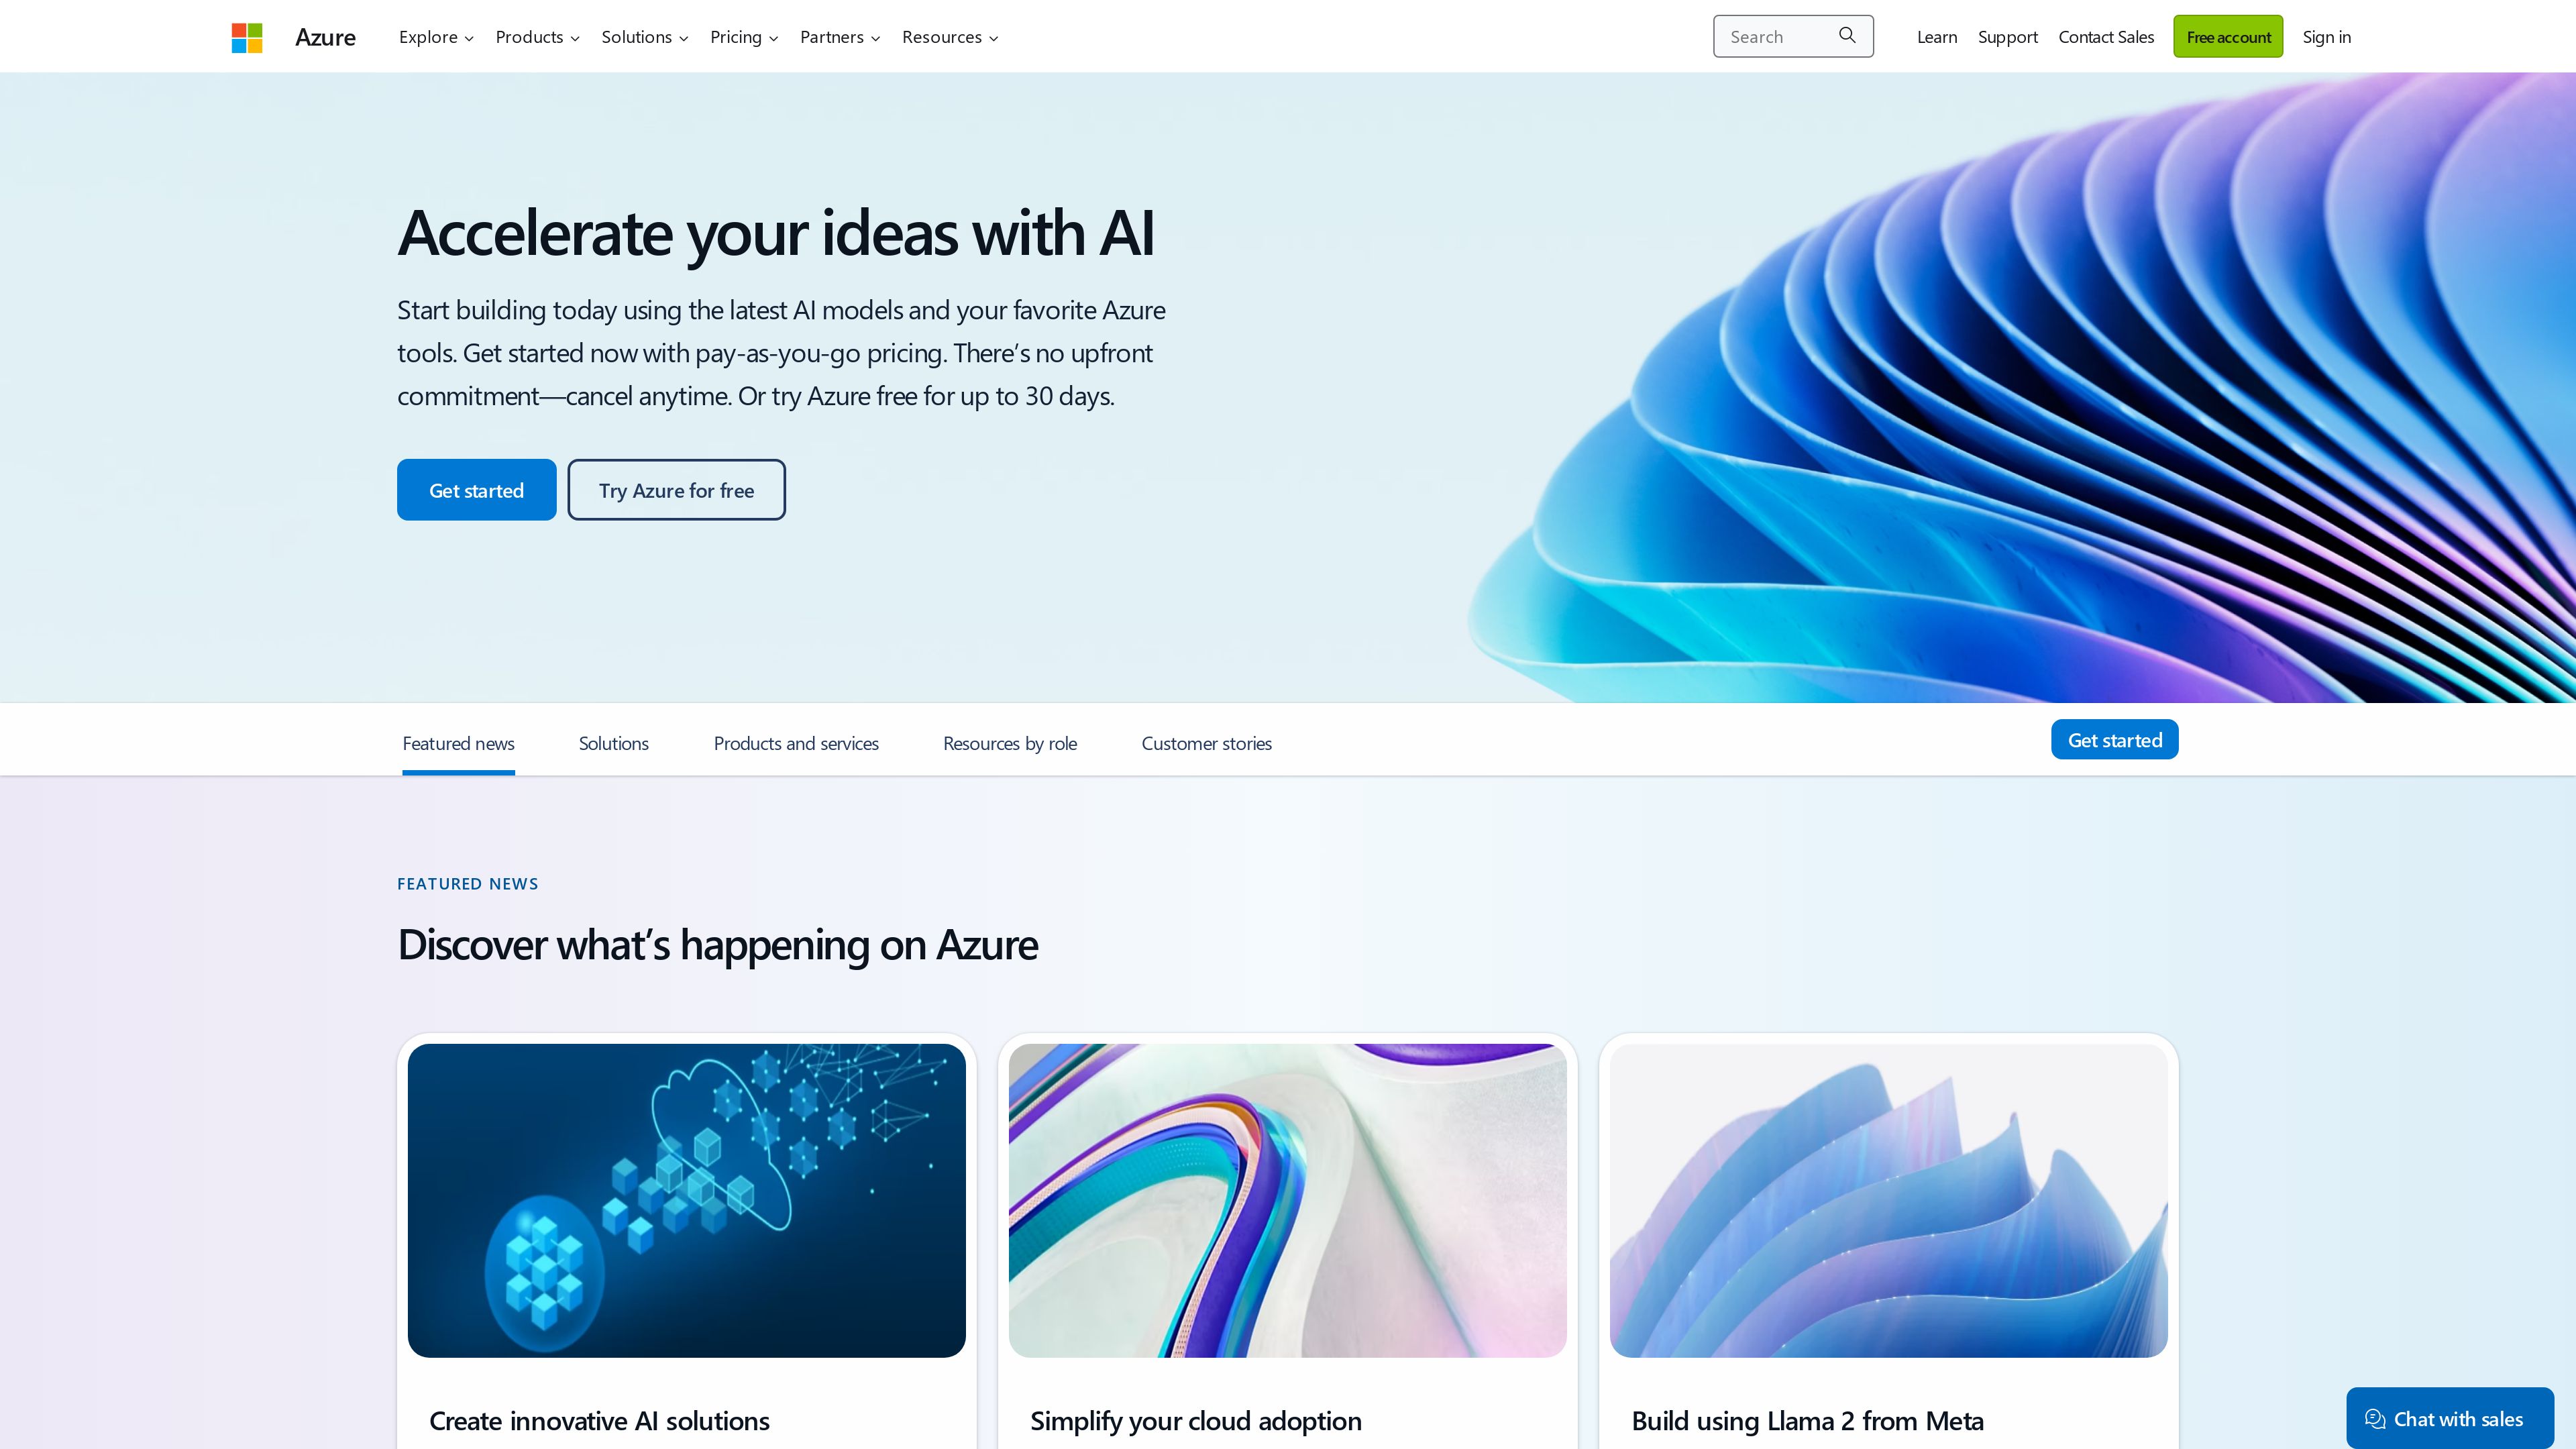 Azure
Explore
Products
Solutions
Pricing
Partners
Resources
Search
Learn
Support
Contact Sales
Free account
Sign in
Accelerate your ideas with AI
Start building today using the latest AI models and your favorite Azure
tools. Get started now with pay-as-you-go pricing. There’s no upfront
commitment—cancel anytime. Or try Azure free for up to 30 days.
Get started
Try Azure for free
Featured news
Solutions
Products and services
Resources by role
Customer stories
Get started
FEATURED NEWS
Discover what’s happening on Azure
Create innovative AI solutions
Simplify your cloud adoption
Build using Llama 2 from Meta
Chat with sales